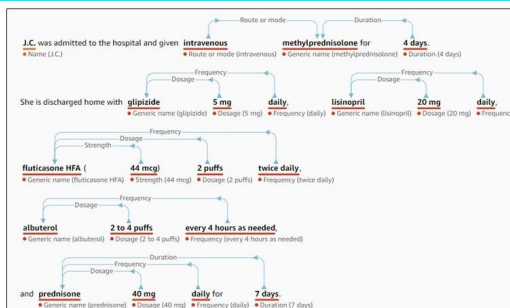 Route or mode Duration
J.C. was admitted to the hospital and given intravenous methylprednisolone for 4 days.
• Name (J.C.) • Route or mode (intravenous) • Generic name (methylprednisolone) • Duration (4 days)
Frequency Frequency
Dosage Dosage
She is discharged home with glipizide 5 mg daily, lisinopril 20 mg daily,
• Generic name (glipizide) • Dosage (5 mg) • Frequency (daily) • Generic name (lisinopril) • Dosage (20 mg) • Frequenc
Frequency
Dosage
Strength
fluticasone HFA ( 44 mcg) 2 puffs twice daily,
• Generic name (fluticasone HFA) • Strength (44 mcg) • Dosage (2 puffs) • Frequency (twice daily)
Frequency
Dosage
albuterol 2 to 4 puffs every 4 hours as needed,
• Generic name (albuterol) • Dosage (2 to 4 puffs) • Frequency (every 4 hours as needed)
Duration
Frequency
Dosage
and prednisone 40 mg daily for 7 days.
• Generic name (prednisone) • Dosage (40 mg) • Frequency (daily) • Duration (7 days)